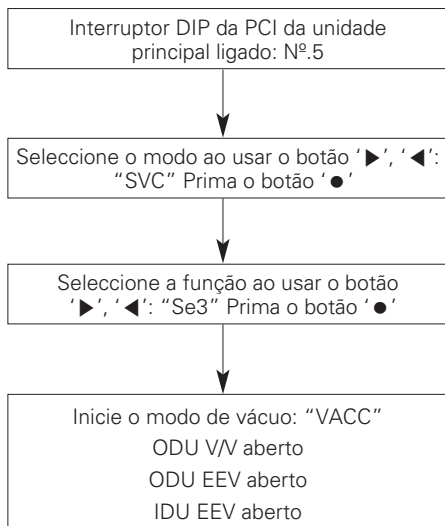 Interruptor DIP da PCI da unidade
principal ligado: Nº.5
Seleccione o modo ao usar o botão ‘▶’, ‘◀’:
“SVC” Prima o botão ‘●’
Seleccione a função ao usar o botão
‘▶’, ‘◀’: “Se3” Prima o botão ‘●’
Inicie o modo de vácuo: “VACC”
ODU V/V aberto
ODU EEV aberto
IDU EEV aberto